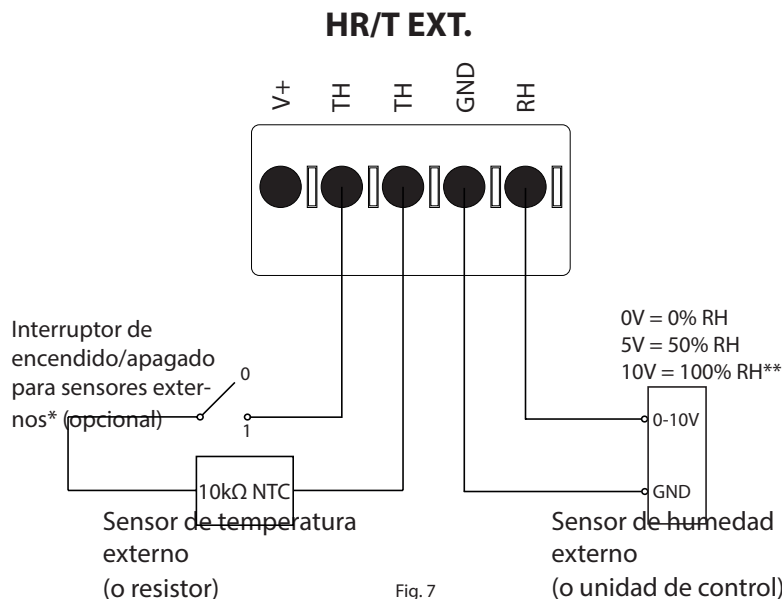 HR/T EXT.
V+
TH
TH
GND
RH
Interruptor de
encendido/apagado
para sensores exter-
nos* (opcional)
0
1
10kΩ NTC
Sensor de temperatura
externo
(o resistor)
0V = 0% RH
5V = 50% RH
10V = 100% RH**
0-10V
GND
Sensor de humedad
externo
(o unidad de control)
Fig. 7